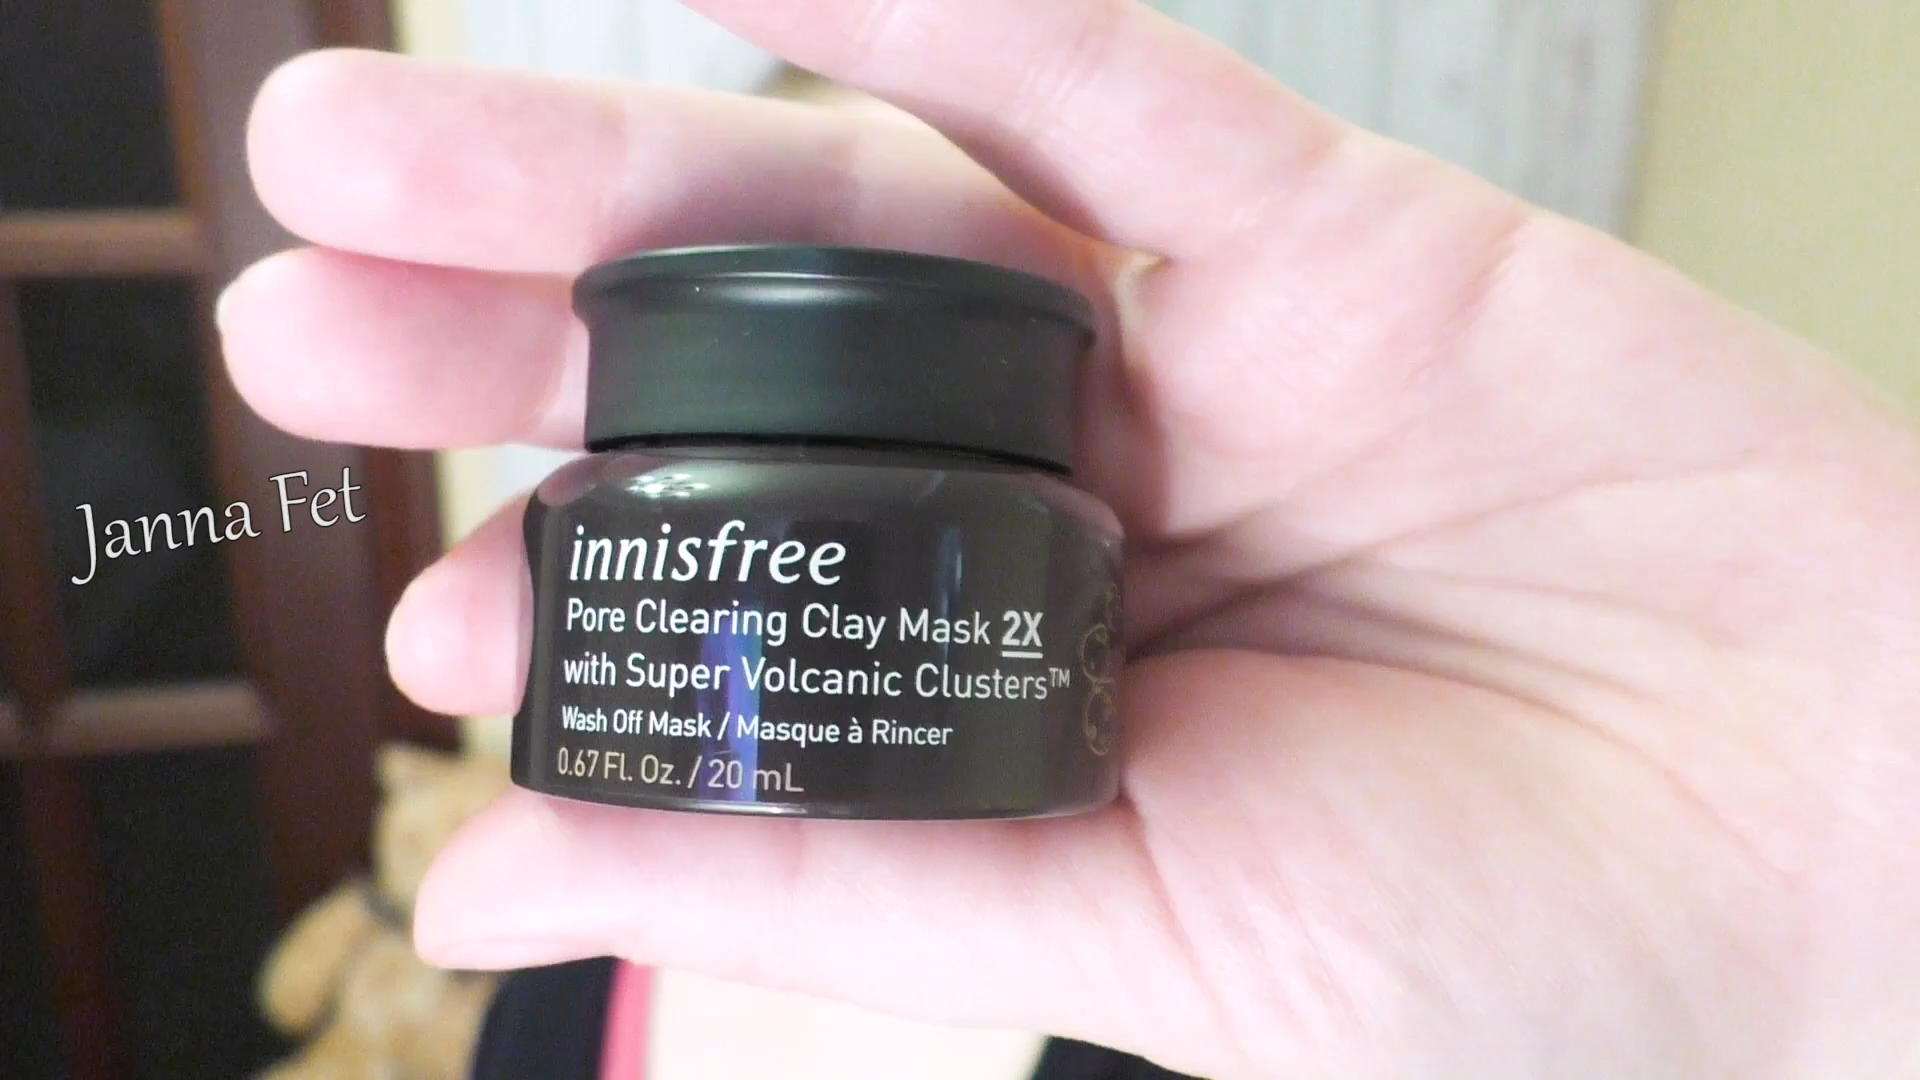 Janna Fet
innisfree
Pore Clearing Clay Mask 2X
with Super Volcanic Clusters™
Wash Off Mask / Masque à Rincer
0.67 Fl. Oz. / 20 mL